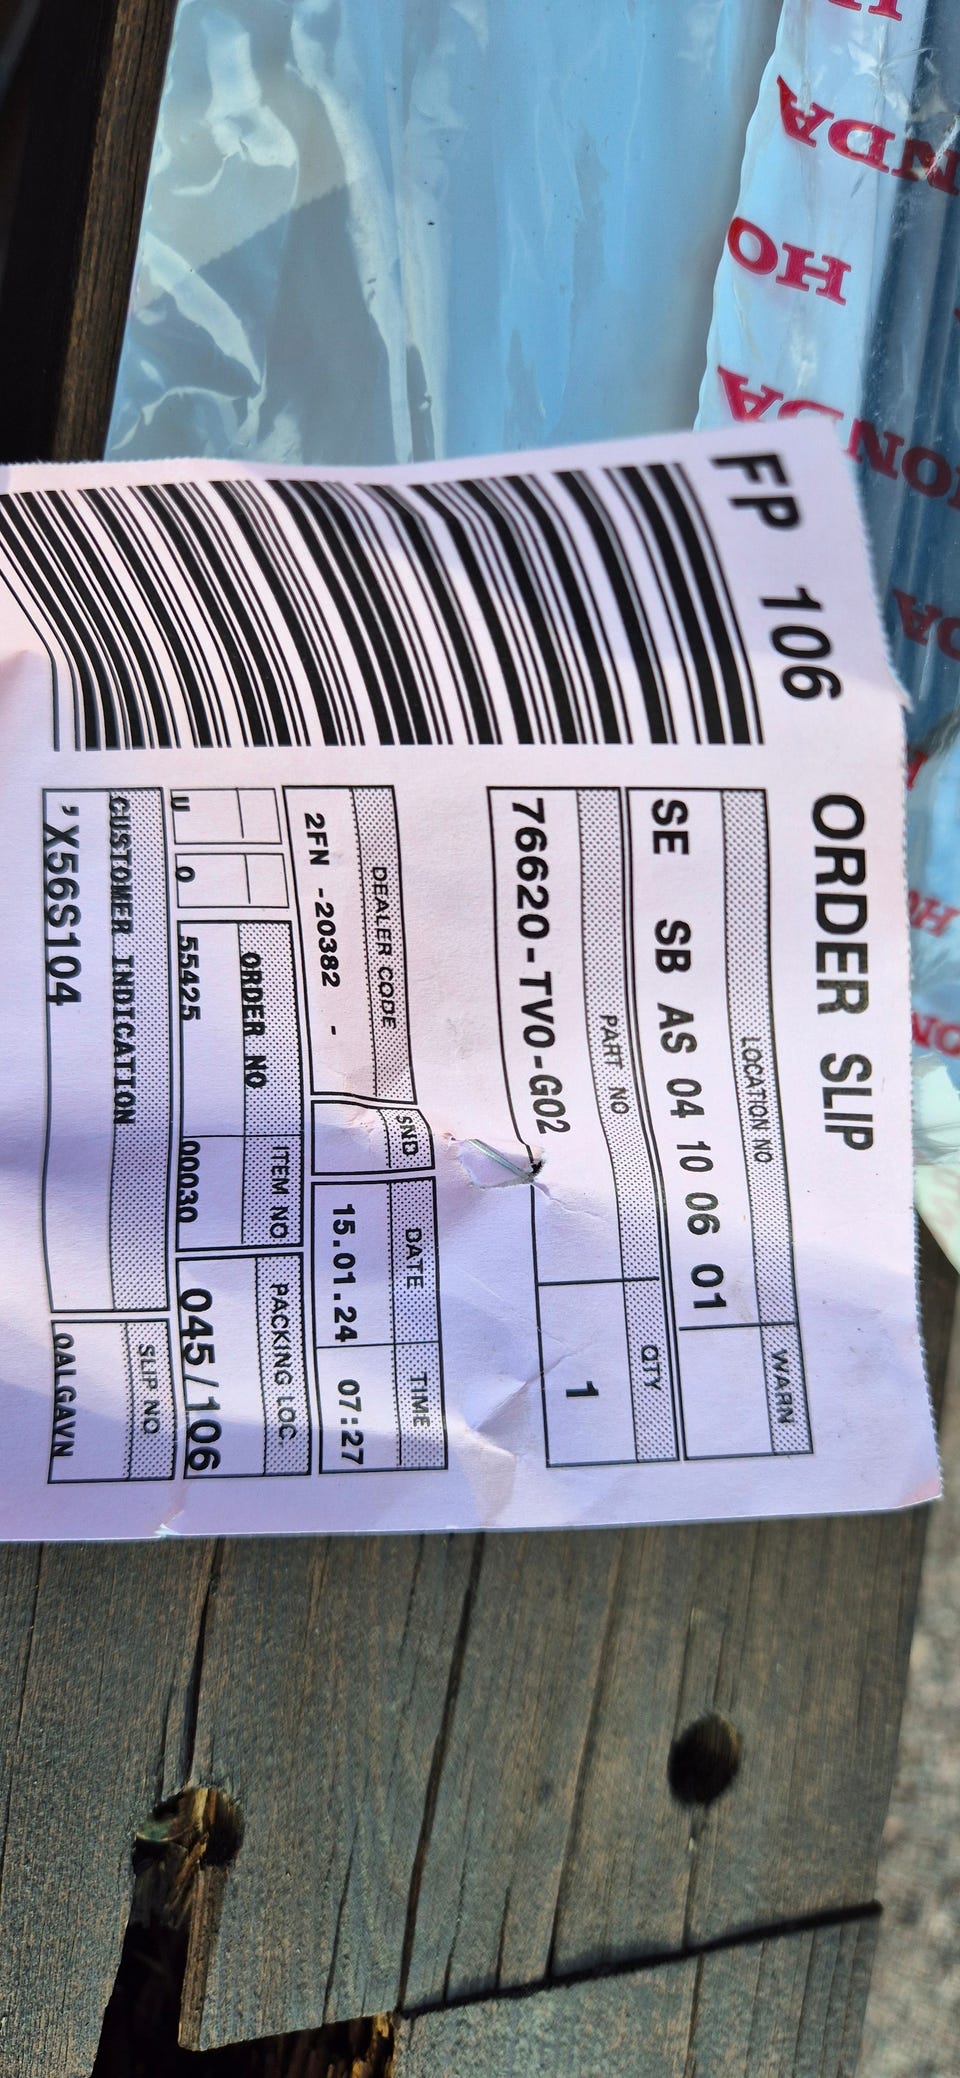 FP 106
ORDER SLIP
LOCATION NO WARN
SE SB AS 04 10 06 01
PART NO QTY
76620-TV0-G02 1
DEALER CODE SND DATE TIME
2FN -20382 - 15.01.24 07:27
ORDER NO ITEM NO PACKING LOC.
U 0 55425 00030 045/106
CUSTOMER INDICATION SLIP NO
'X56S104 OALGAVN
HONDA
HONDA